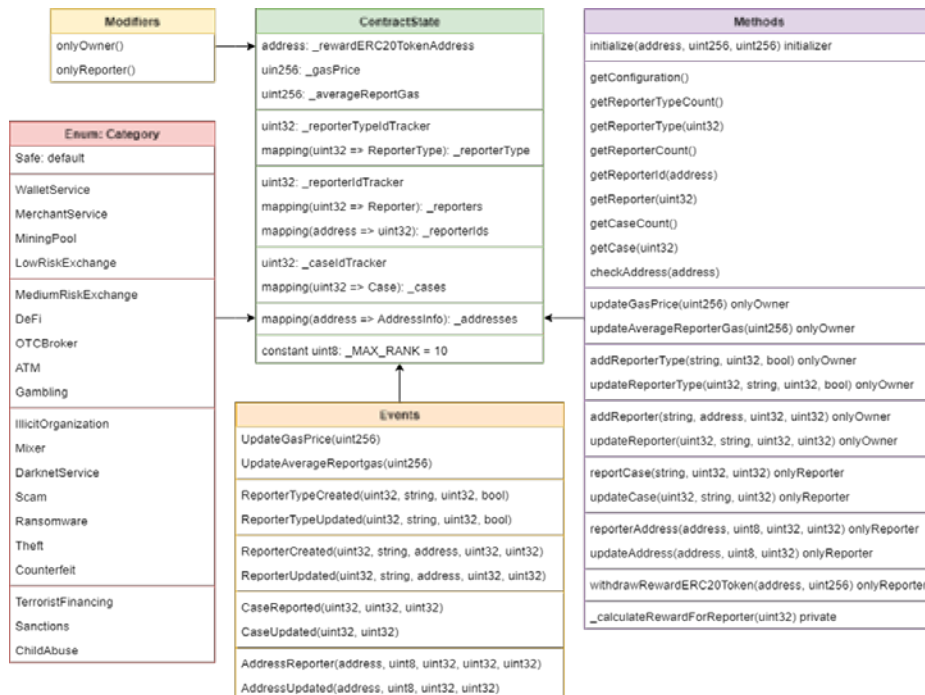 Modifiers
onlyOwner()
onlyReporter()
ContractState
address: _rewardERC20TokenAddress
uin256: _gasPrice
uint256: _averageReportGas
uint32: _reporterTypeIdTracker
mapping(uint32 => ReporterType): _reporterType
uint32: _reporterIdTracker
mapping(uint32 => Reporter): _reporters
mapping(address => uint32): _reporterIds
uint32: _caseIdTracker
mapping(uint32 => Case): _cases
mapping(address => AddressInfo): _addresses
constant uint8: _MAX_RANK = 10
Methods
initialize(address, uint256, uint256) initializer
getConfiguration()
getReporterTypeCount()
getReporterType(uint32)
getReporterCount()
getReporterId(address)
getReporter(uint32)
getCaseCount()
getCase(uint32)
checkAddress(address)
updateGasPrice(uint256) onlyOwner
updateAverageReporterGas(uint256) onlyOwner
addReporterType(string, uint32, bool) onlyOwner
updateReporterType(uint32, string, uint32, bool) onlyOwner
addReporter(string, address, uint32, uint32) onlyOwner
updateReporter(uint32, string, uint32, uint32) onlyOwner
reportCase(string, uint32, uint32) onlyReporter
updateCase(uint32, string, uint32) onlyReporter
reporterAddress(address, uint8, uint32, uint32) onlyReporter
updateAddress(address, uint8, uint32) onlyReporter
withdrawRewardERC20Token(address, uint256) onlyReporter
_calculateRewardForReporter(uint32) private
Enum: Category
Safe: default
WalletService
MerchantService
MiningPool
LowRiskExchange
MediumRiskExchange
DeFi
OTCBroker
ATM
Gambling
IllicitOrganization
Mixer
DarknetService
Scam
Ransomware
Theft
Counterfeit
TerroristFinancing
Sanctions
ChildAbuse
Events
UpdateGasPrice(uint256)
UpdateAverageReportgas(uint256)
ReporterTypeCreated(uint32, string, uint32, bool)
ReporterTypeUpdated(uint32, string, uint32, bool)
ReporterCreated(uint32, string, address, uint32, uint32)
ReporterUpdated(uint32, string, address, uint32, uint32)
CaseReported(uint32, uint32, uint32)
CaseUpdated(uint32, uint32)
AddressReporter(address, uint8, uint32, uint32, uint32)
AddressUpdated(address, uint8, uint32, uint32)